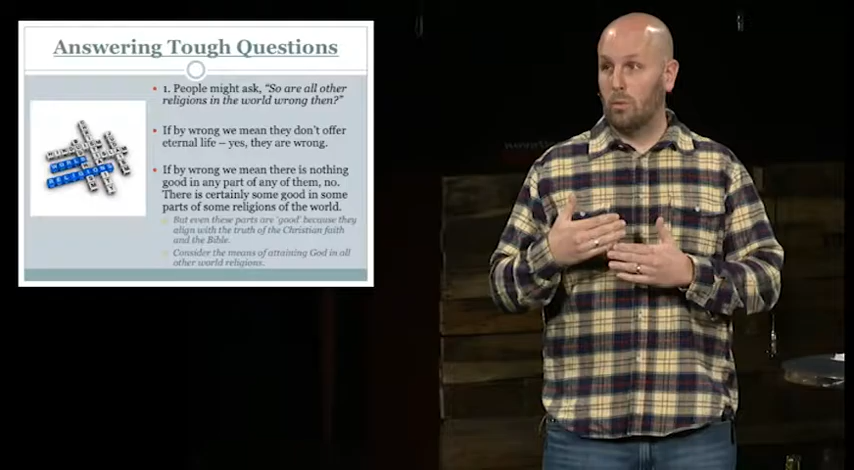 Answering Tough Questions
1. People might ask, "So are all other
religions in the world wrong then?"
If by wrong we mean they don't offer
eternal life – yes, they are wrong.
If by wrong we mean there is nothing
good in any part of any of them, no.
There is certainly some good in some
parts of some religions of the world.
But even these parts are 'good' because they
align with the truth of the Christian faith
and the Bible.
Consider the means of attaining God in all
other world religions.
WORLD
RELIGIONS